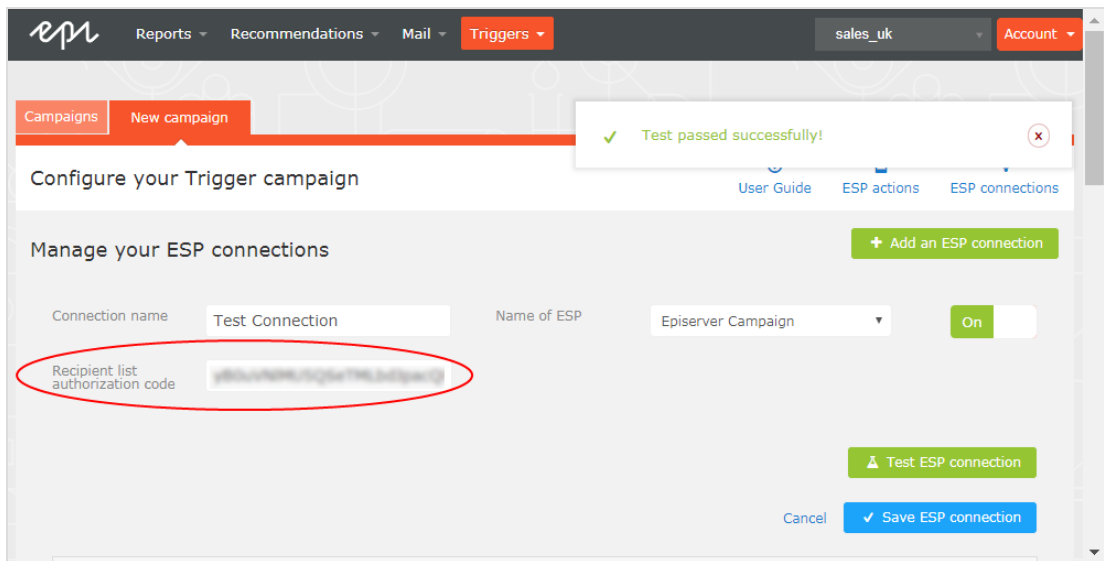 epi Reports Recommendations Mail Triggers sales_uk Account
Campaigns New campaign
Test passed successfully!
x
Configure your Trigger campaign
User Guide ESP actions ESP connections
Manage your ESP connections
+ Add an ESP connection
Connection name Test Connection Name of ESP Episerver Campaign On
Recipient list
authorization code
Test ESP connection
Cancel Save ESP connection